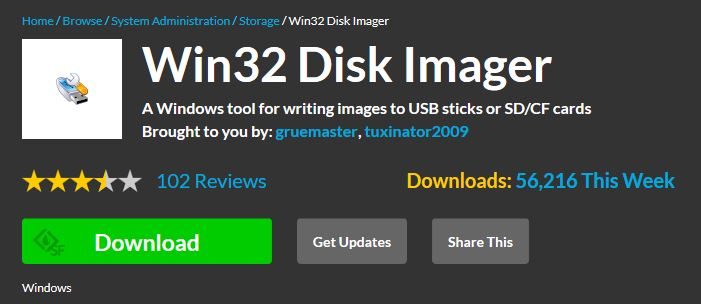 Home / Browse / System Administration / Storage / Win32 Disk Imager
Win32 Disk Imager
A Windows tool for writing images to USB sticks or SD/CF cards
Brought to you by: gruemaster, tuxinator2009
102 Reviews
Downloads: 56,216 This Week
SF
Download
Get Updates
Share This
Windows